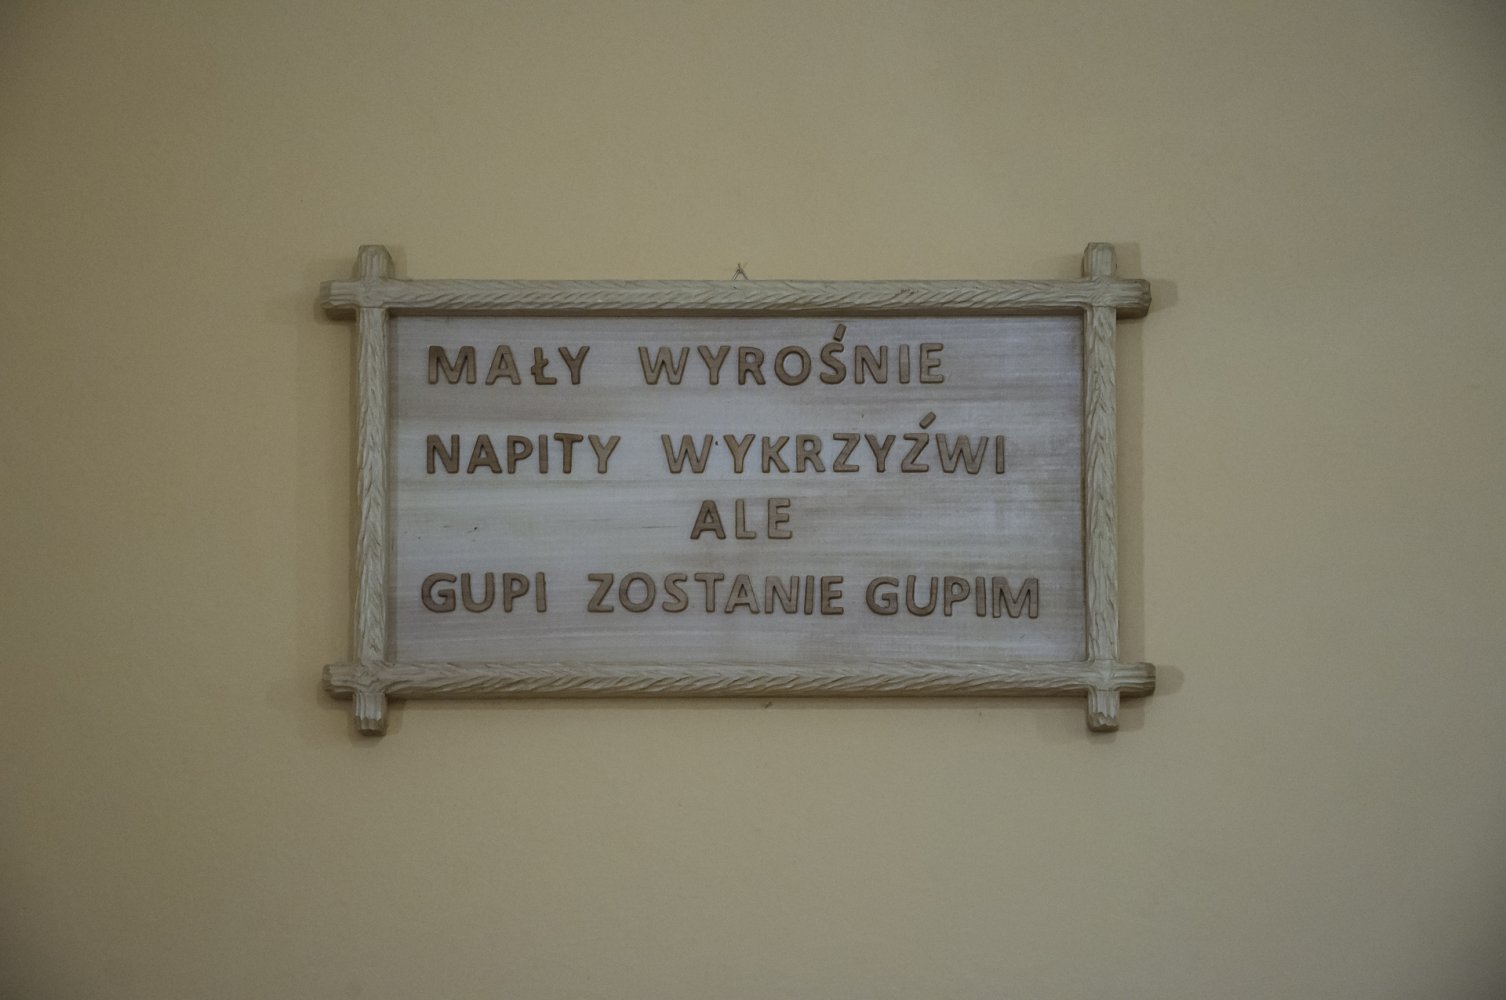 MAŁY WYROŚNIE
NAPITY WYKRZYŹWI
ALE
GUPI ZOSTANIE GUPIM